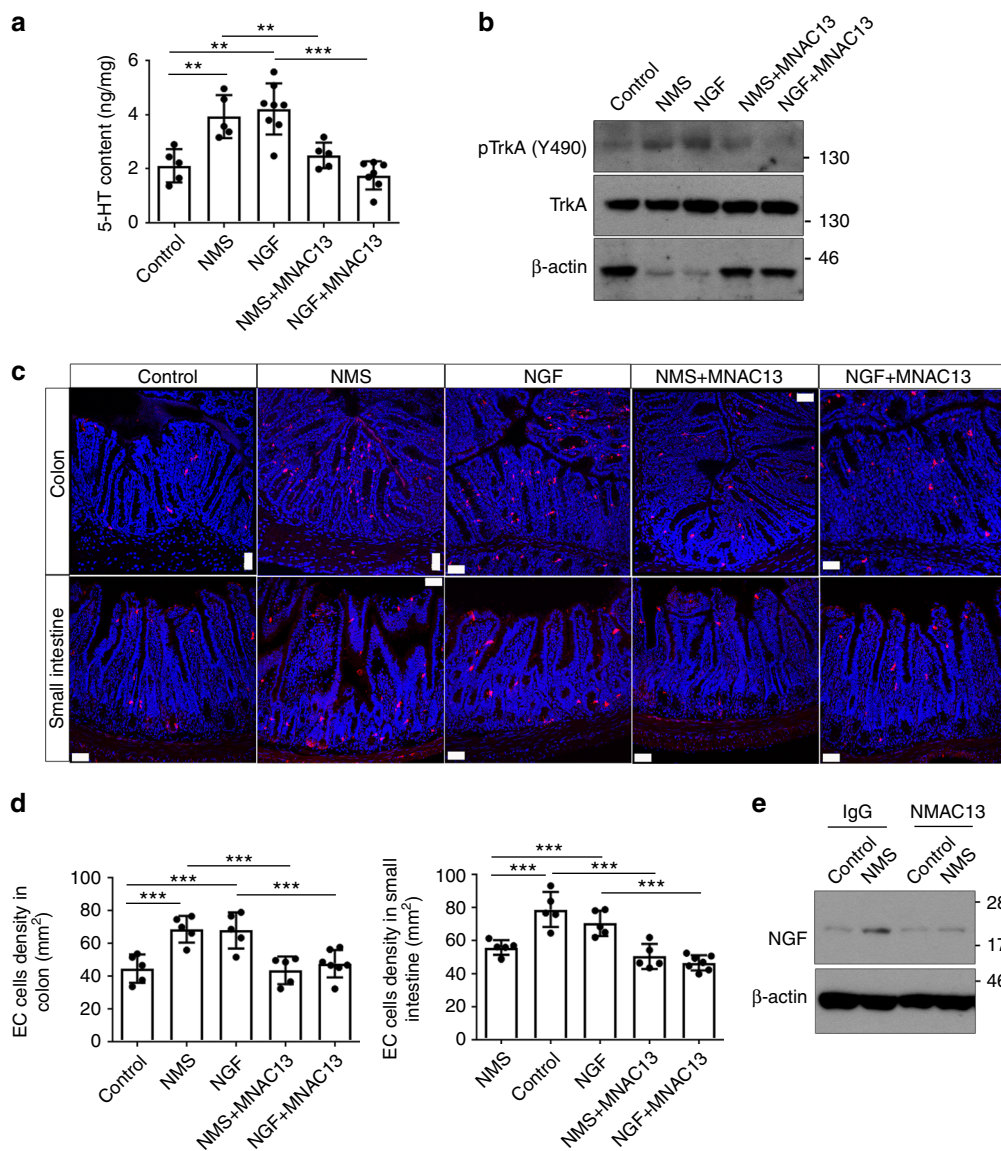 a
** ** *** **
5-HT content (ng/mg)
6
4
2
0
Control
NMS
NGF
NMS+MNAC13
NGF+MNAC13
b
Control
NMS
NGF
NMS+MNAC13
NGF+MNAC13
pTrkA (Y490)
130
TrkA
130
β-actin
46
c
Control NMS NGF NMS+MNAC13 NGF+MNAC13
Colon
Small intestine
d
*** *** *** ***
EC cells density in
colon (mm²)
100
80
60
40
20
0
Control
NMS
NGF
NMS+MNAC13
NGF+MNAC13
*** *** *** ***
EC cells density in small
intestine (mm²)
100
80
60
40
20
0
NMS
Control
NGF
NMS+MNAC13
NGF+MNAC13
e
IgG NMAC13
Control
NMS
Control
NMS
NGF
28
17
β-actin
46